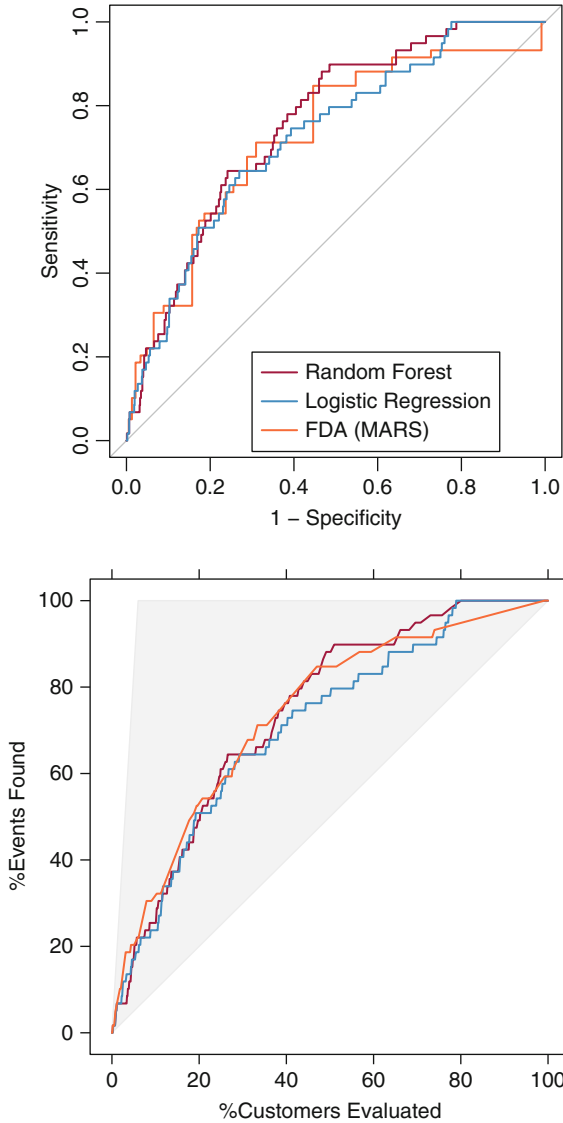 1.0
0.8
0.6
0.4
0.2
0.0
Sensitivity
Random Forest
Logistic Regression
FDA (MARS)
0.0 0.2 0.4 0.6 0.8 1.0
1 − Specificity
100
80
60
40
20
0
%Events Found
0 20 40 60 80 100
%Customers Evaluated